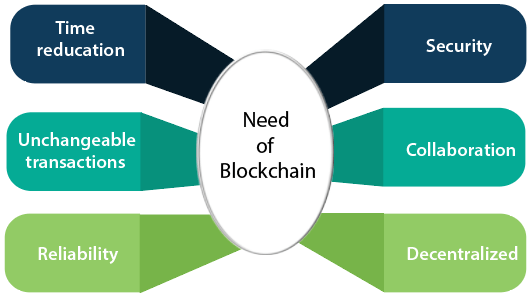 Time
reducation
Security
Need
of
Blockchain
Unchangeable
transactions
Collaboration
Reliability
Decentralized